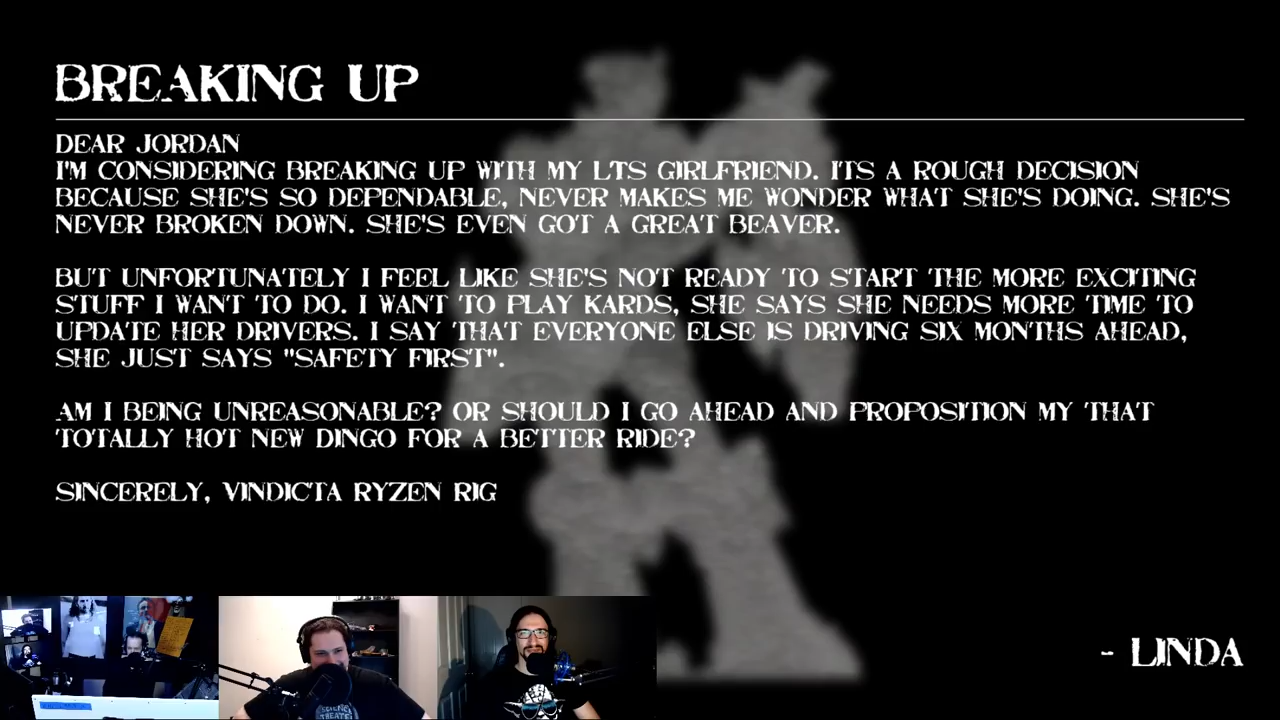 BREAKING UP
DEAR JORDAN
I'M CONSIDERING BREAKING UP WITH MY LTS GIRLFRIEND. ITS A ROUGH DECISION
BECAUSE SHE'S SO DEPENDABLE, NEVER MAKES ME WONDER WHAT SHE'S DOING. SHE'S
NEVER BROKEN DOWN. SHE'S EVEN GOT A GREAT BEAVER.
BUT UNFORTUNATELY I FEEL LIKE SHE'S NOT READY TO START THE MORE EXCITING
STUFF I WANT TO DO. I WANT TO PLAY KARDS, SHE SAYS SHE NEEDS MORE TIME TO
UPDATE HER DRIVERS. I SAY THAT EVERYONE ELSE IS DRIVING SIX MONTHS AHEAD,
SHE JUST SAYS "SAFETY FIRST".
AM I BEING UNREASONABLE? OR SHOULD I GO AHEAD AND PROPOSITION MY THAT
TOTALLY HOT NEW DINGO FOR A BETTER RIDE?
SINCERELY, VINDICTA RYZEN RIG
- LINDA
SCIENCE
THEATER